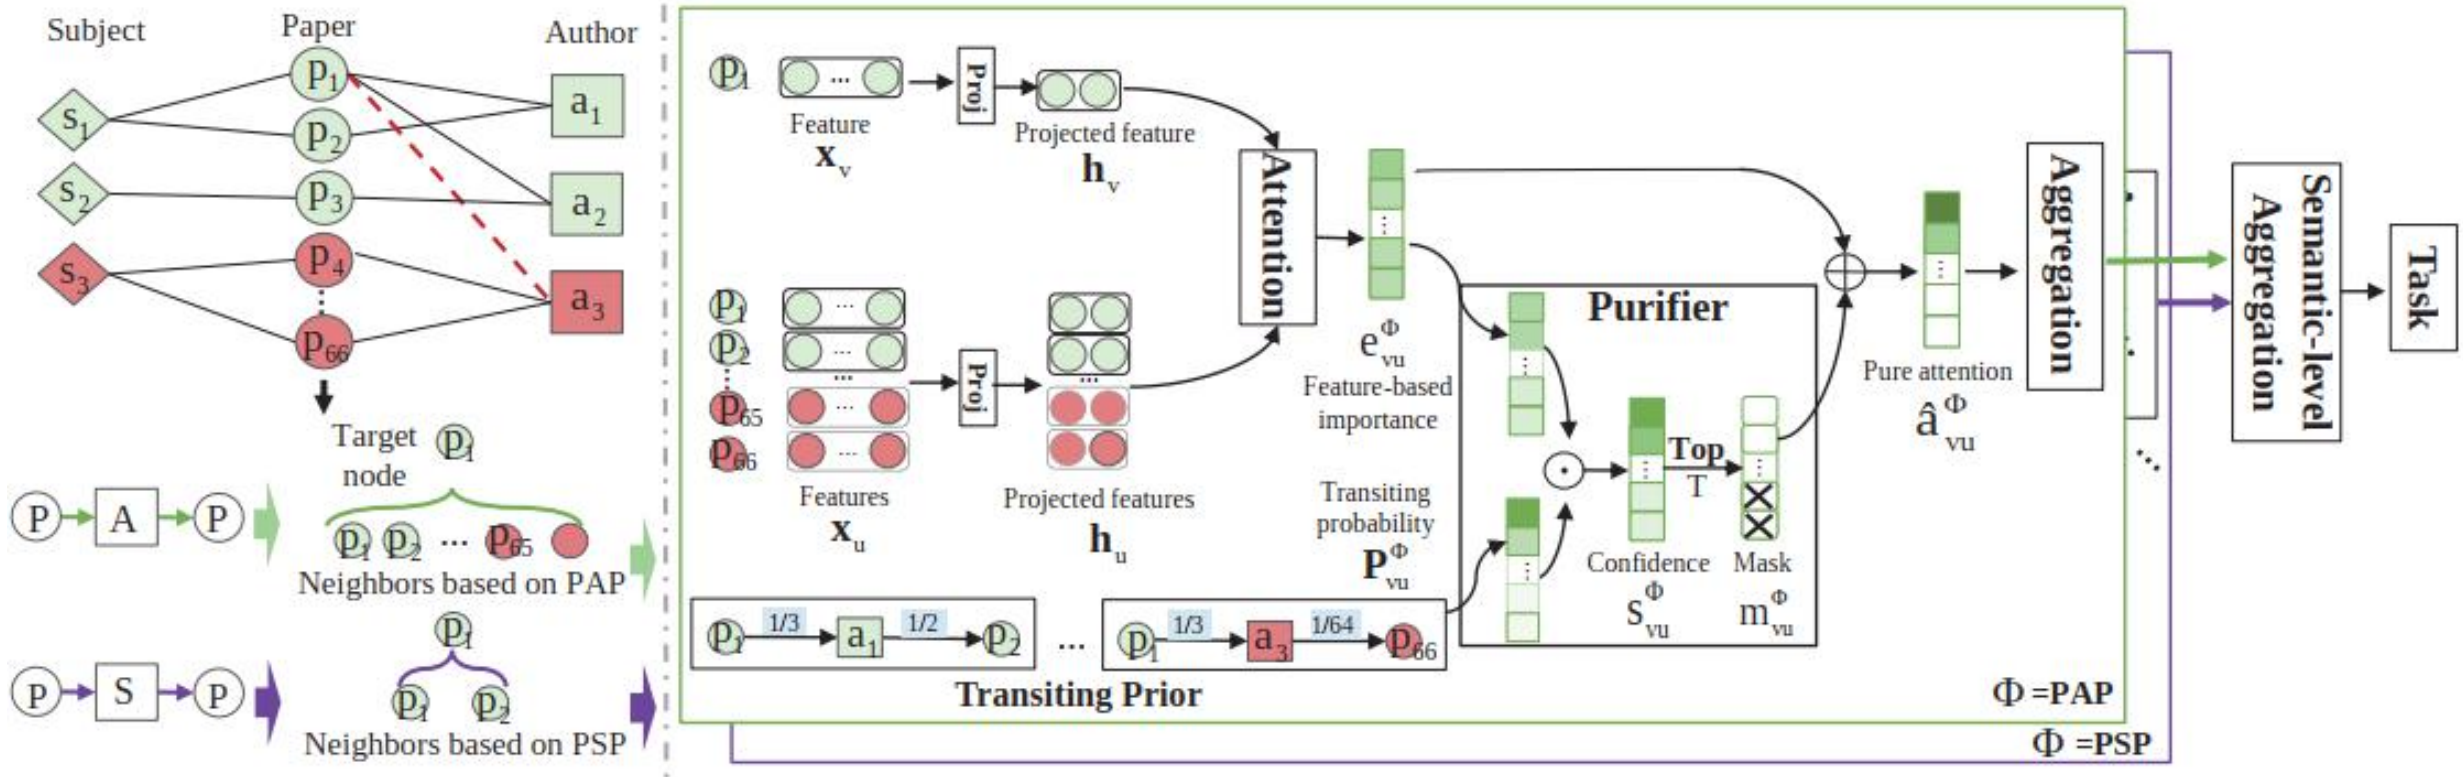 Subject
Paper
Author
s1
s2
s3
p1
p2
p3
p4
⋮
p66
a1
a2
a3
Target
node
p1
P
A
P
p1
p2
...
p65
Neighbors based on PAP
p1
P
S
P
p1
p2
Neighbors based on PSP
p1
...
Feature
xv
Proj
Projected feature
hv
p1
p2
⋮
p65
p66
...
...
...
...
...
Features
xu
Proj
...
Projected features
hu
Attention
⋮
eΦvu
Feature-based
importance
Transiting
probability
PΦvu
p1
1/3
a1
1/2
p2
...
p1
1/3
a3
1/64
p66
Transiting Prior
Purifier
⋮
⋮
⋮
Confidence
SΦvu
Top
T
⋮
Mask
mΦvu
⋮
Pure attention
âΦvu
Aggregation
Φ =PAP
Φ =PSP
...
Semantic-level
Aggregation
Task